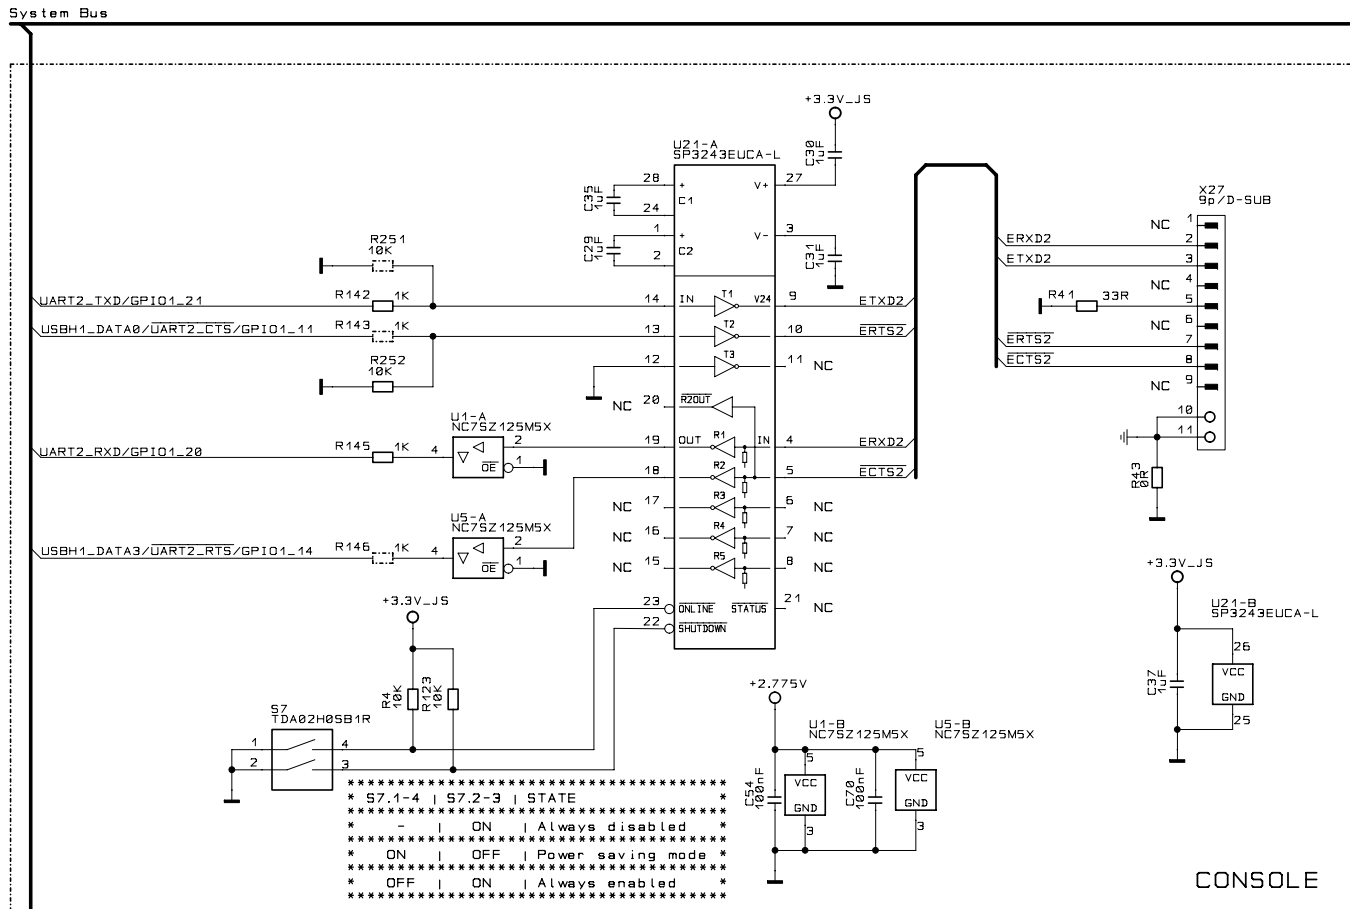 System Bus
+3.3V_JS
C30
1uF
U21-A
SP3243EUCA-L
28
+
C1
V+
27
C35
1uF
24
1
+
C2
V-
3
C29
1uF
2
C31
1uF
X27
9p/D-SUB
NC 1
ERXD2 2
ETXD2 3
NC 4
R41 33R 5
NC 6
ERTS2 7
ECTS2 8
NC 9
10
11
R43
0R
R251
10K
UART2_TXD/GPIO1_21
R142 1K
14 IN T1 V24 9 ETXD2
USBH1_DATA0/UART2_CTS/GPIO1_11
R143 1K
13 T2 10 ERTS2
R252
10K
12 T3 11 NC
NC 20 R2OUT
U1-A
NC7SZ125M5X
UART2_RXD/GPIO1_20
R145 1K 4
2
OE 1
19 OUT R1 IN 4 ERXD2
18 R2 5 ECTS2
NC 17 R3 6 NC
NC 16 R4 7 NC
NC 15 R5 8 NC
U5-A
NC7SZ125M5X
USBH1_DATA3/UART2_RTS/GPIO1_14
R146 1K 4
2
OE 1
23 ONLINE STATUS 21 NC
22 SHUTDOWN
+3.3V_JS
R4
10K
R123
10K
S7
TDA02H0SB1R
1 4
2 3
* S7.1-4 | S7.2-3 | STATE *
* - | ON | Always disabled *
* ON | OFF | Power saving mode *
* OFF | ON | Always enabled *
+2.775V
C54
100nF
U1-B
NC7SZ125M5X
5
VCC
GND
3
C70
100nF
U5-B
NC7SZ125M5X
5
VCC
GND
3
+3.3V_JS
U21-B
SP3243EUCA-L
C37
1uF
26
VCC
GND
25
CONSOLE